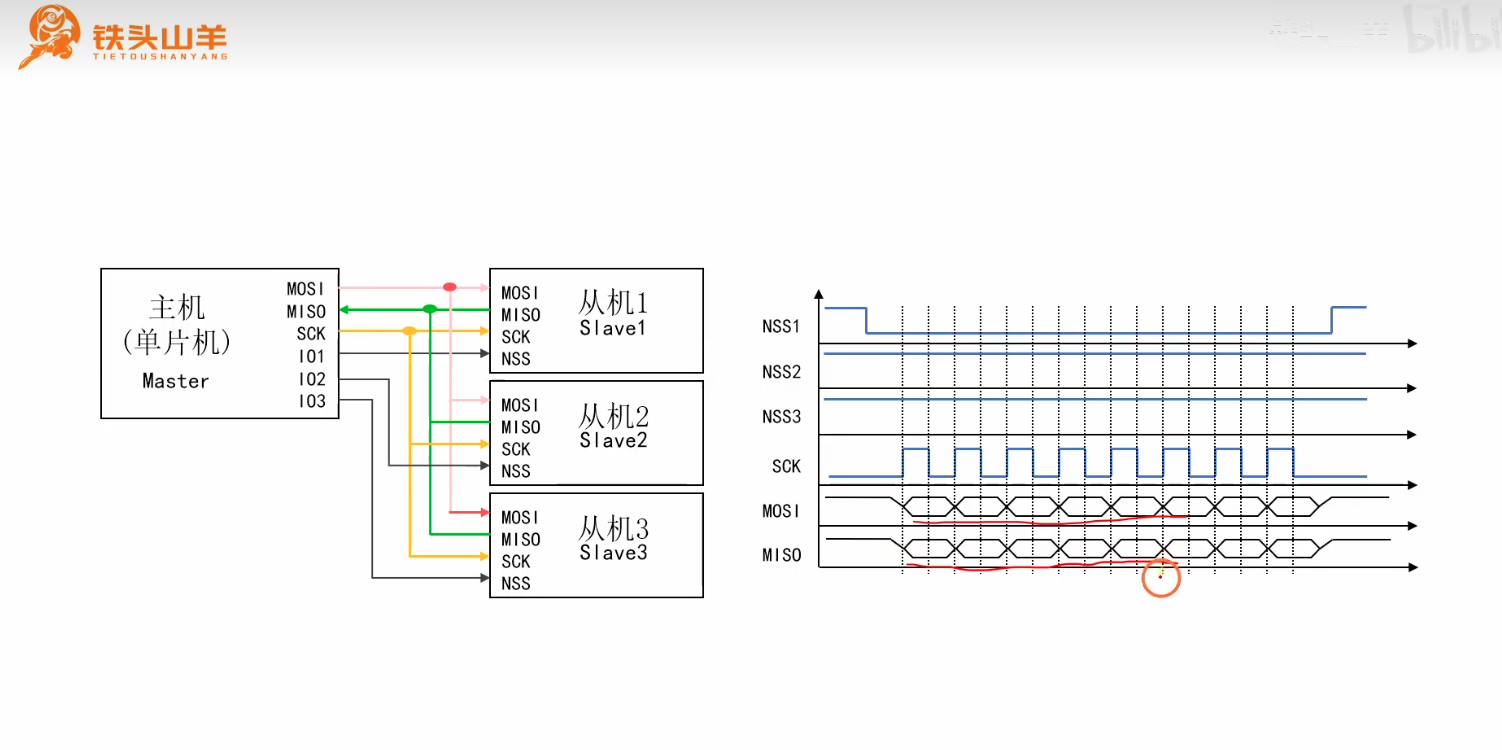 铁头山羊
TIETOUSHANYANG
bilibi
主机
(单片机)
Master
MOSI
MISO
SCK
IO1
IO2
IO3
MOSI
MISO
SCK
NSS
从机1
Slave1
MOSI
MISO
SCK
NSS
从机2
Slave2
MOSI
MISO
SCK
NSS
从机3
Slave3
NSS1
NSS2
NSS3
SCK
MOSI
MISO